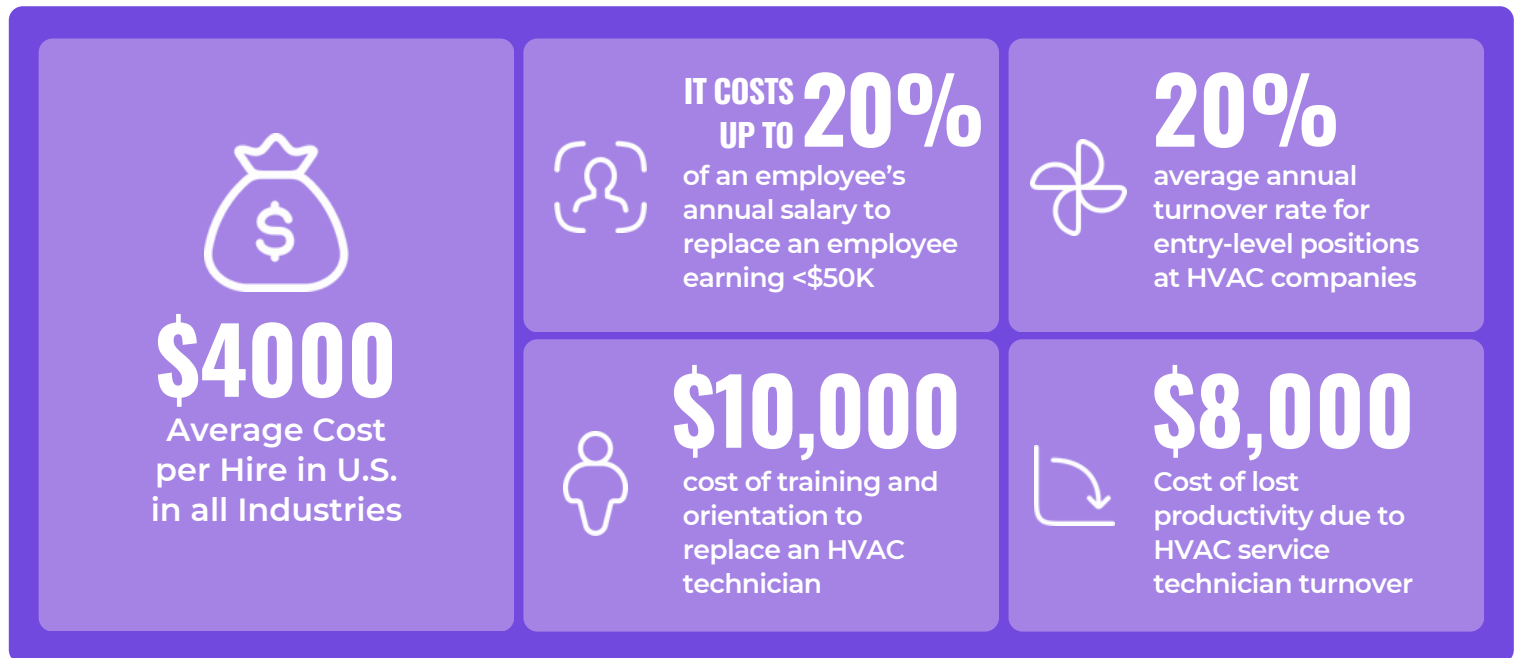 $
$4000
Average Cost
per Hire in U.S.
in all Industries
IT COSTS
UP TO 20%
of an employee’s
annual salary to
replace an employee
earning <$50K
20%
average annual
turnover rate for
entry-level positions
at HVAC companies
$10,000
cost of training and
orientation to
replace an HVAC
technician
$8,000
Cost of lost
productivity due to
HVAC service
technician turnover